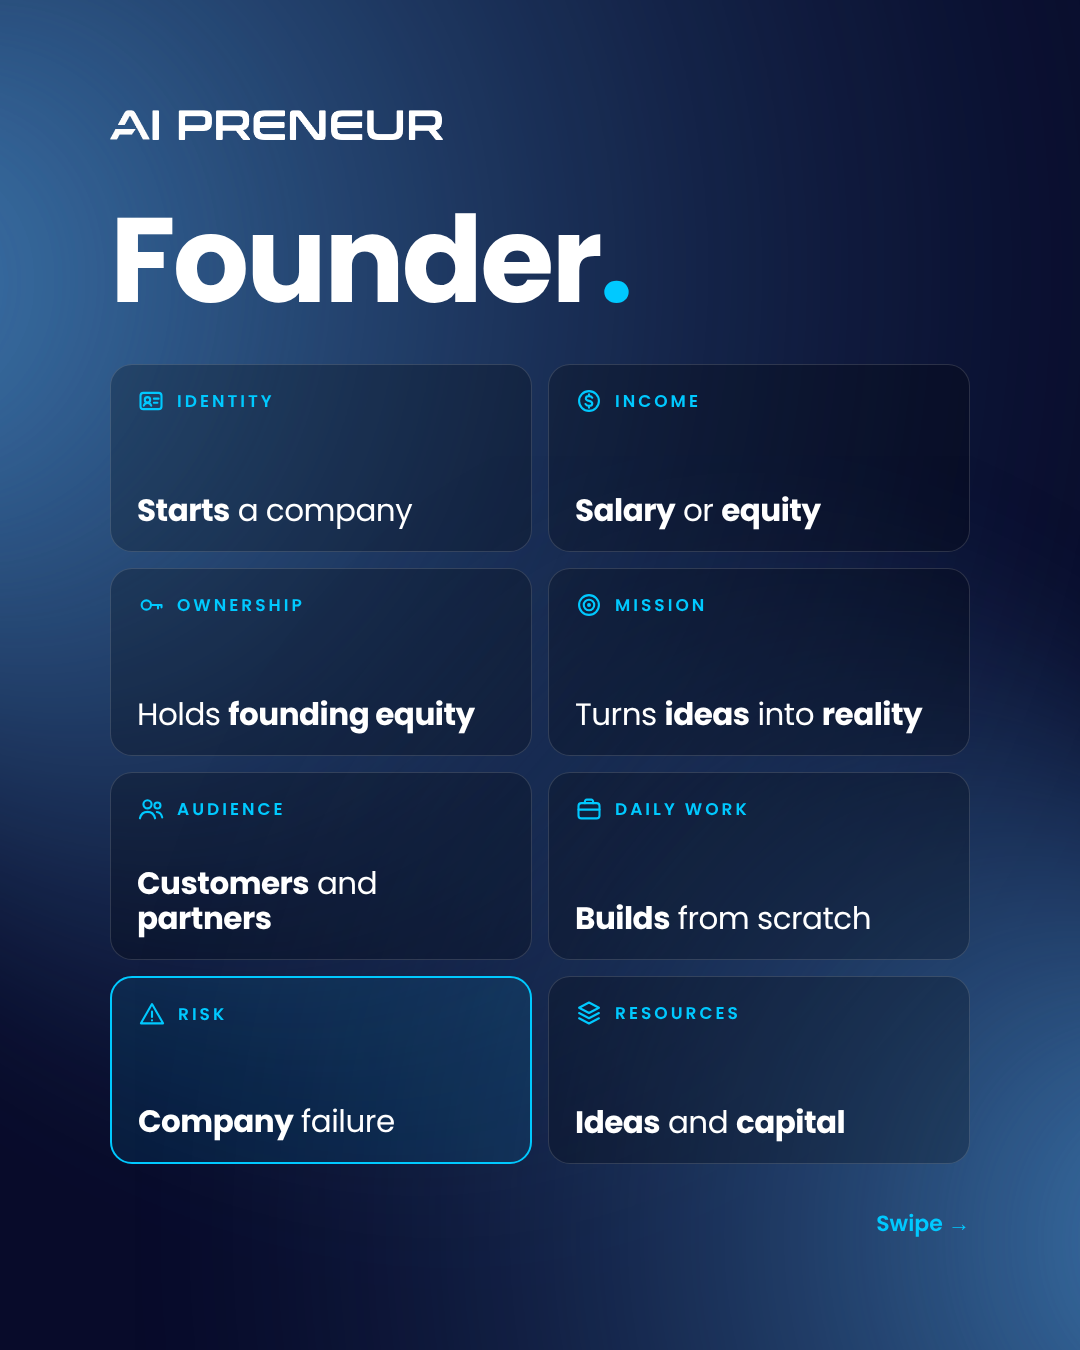 AI PRENEUR
Founder.
IDENTITY
Starts a company
INCOME
Salary or equity
OWNERSHIP
Holds founding equity
MISSION
Turns ideas into reality
AUDIENCE
Customers and
partners
DAILY WORK
Builds from scratch
RISK
Company failure
RESOURCES
Ideas and capital
Swipe →